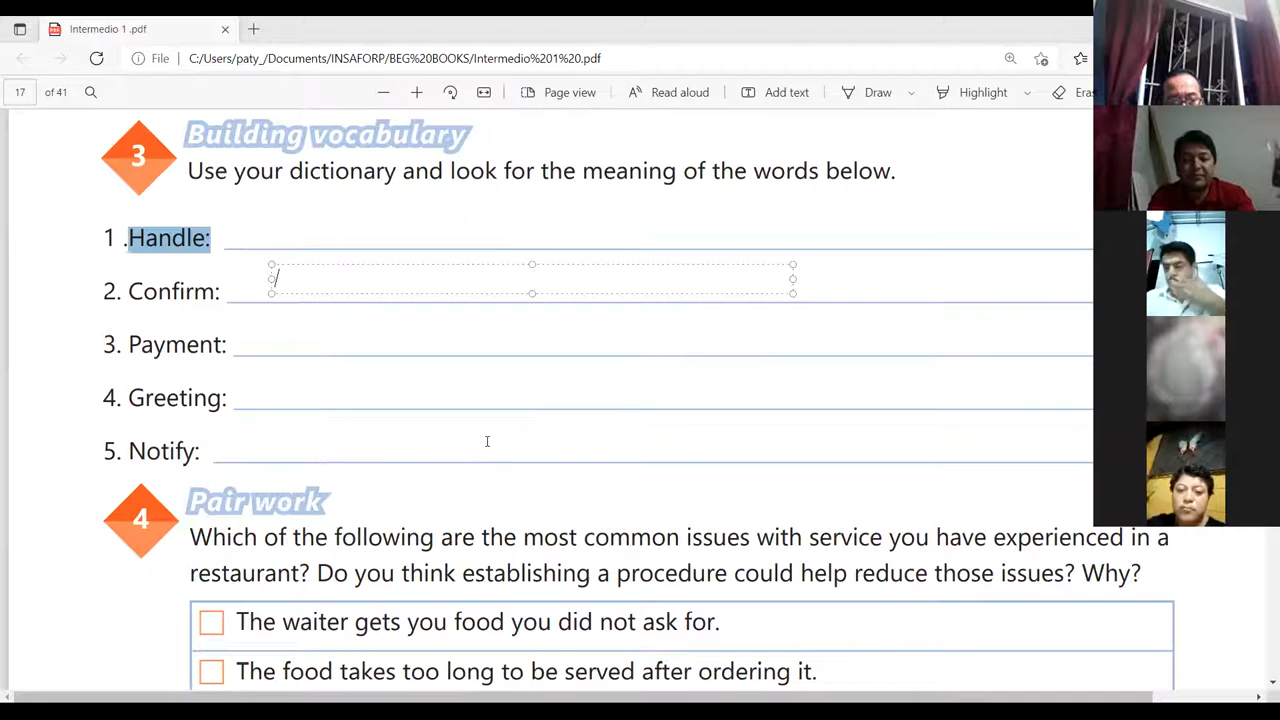 Intermedio 1 .pdf
File
C:/Users/paty_/Documents/INSAFORP/BEG%20BOOKS/Intermedio%201%20.pdf
17 of 41
Page view
Read aloud
Add text
Draw
Highlight
Era
3 Building vocabulary
Use your dictionary and look for the meaning of the words below.
1 .Handle:
/
2. Confirm:
3. Payment:
4. Greeting:
5. Notify:
4 Pair work
Which of the following are the most common issues with service you have experienced in a
restaurant? Do you think establishing a procedure could help reduce those issues? Why?
The waiter gets you food you did not ask for.
The food takes too long to be served after ordering it.